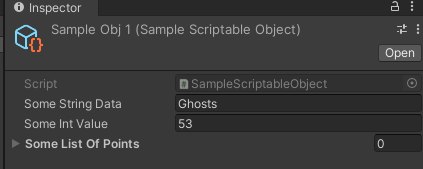 Inspector
Sample Obj 1 (Sample Scriptable Object)
Open
Script SampleScriptableObject
Some String Data Ghosts
Some Int Value 53
Some List Of Points 0